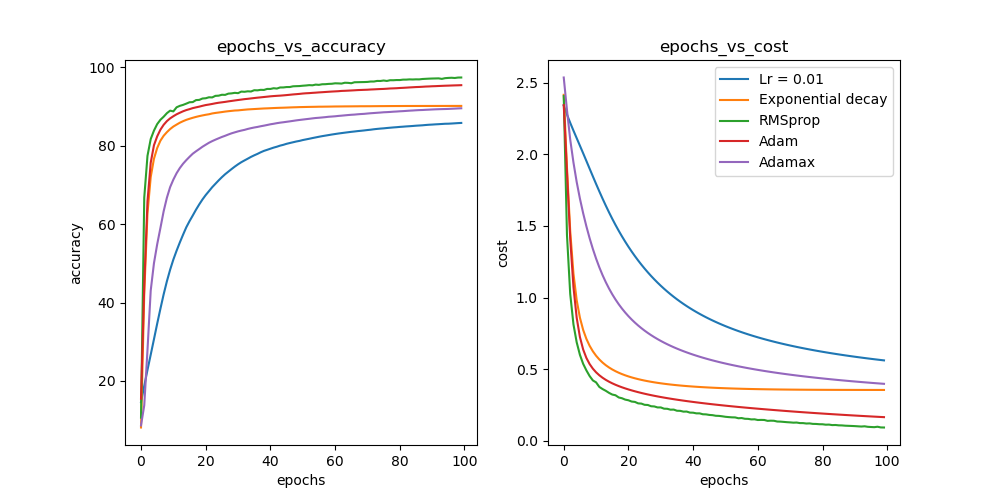 epochs_vs_accuracy
100
80
60
40
20
accuracy
0
20
40
60
80
100
epochs
epochs_vs_cost
2.5
2.0
1.5
1.0
0.5
0.0
cost
0
20
40
60
80
100
epochs
Lr = 0.01
Exponential decay
RMSprop
Adam
Adamax